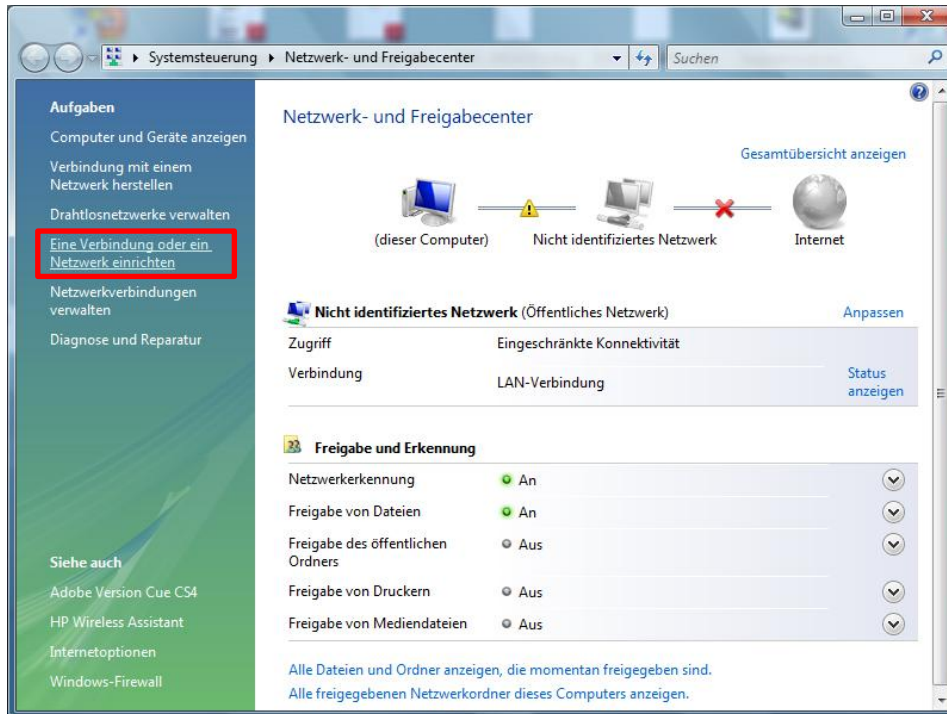 Systemsteuerung
Netzwerk- und Freigabecenter
Suchen
Aufgaben
Computer und Geräte anzeigen
Verbindung mit einem
Netzwerk herstellen
Drahtlosnetzwerke verwalten
Eine Verbindung oder ein
Netzwerk einrichten
Netzwerkverbindungen
verwalten
Diagnose und Reparatur
Siehe auch
Adobe Version Cue CS4
HP Wireless Assistant
Internetoptionen
Windows-Firewall
Netzwerk- und Freigabecenter
Gesamtübersicht anzeigen
(dieser Computer)
Nicht identifiziertes Netzwerk
Internet
Nicht identifiziertes Netzwerk (Öffentliches Netzwerk)
Anpassen
Zugriff
Eingeschränkte Konnektivität
Verbindung
LAN-Verbindung
Status
anzeigen
Freigabe und Erkennung
Netzwerkerkennung
An
Freigabe von Dateien
An
Freigabe des öffentlichen
Ordners
Aus
Freigabe von Druckern
Aus
Freigabe von Mediendateien
Aus
Alle Dateien und Ordner anzeigen, die momentan freigegeben sind.
Alle freigegebenen Netzwerkordner dieses Computers anzeigen.